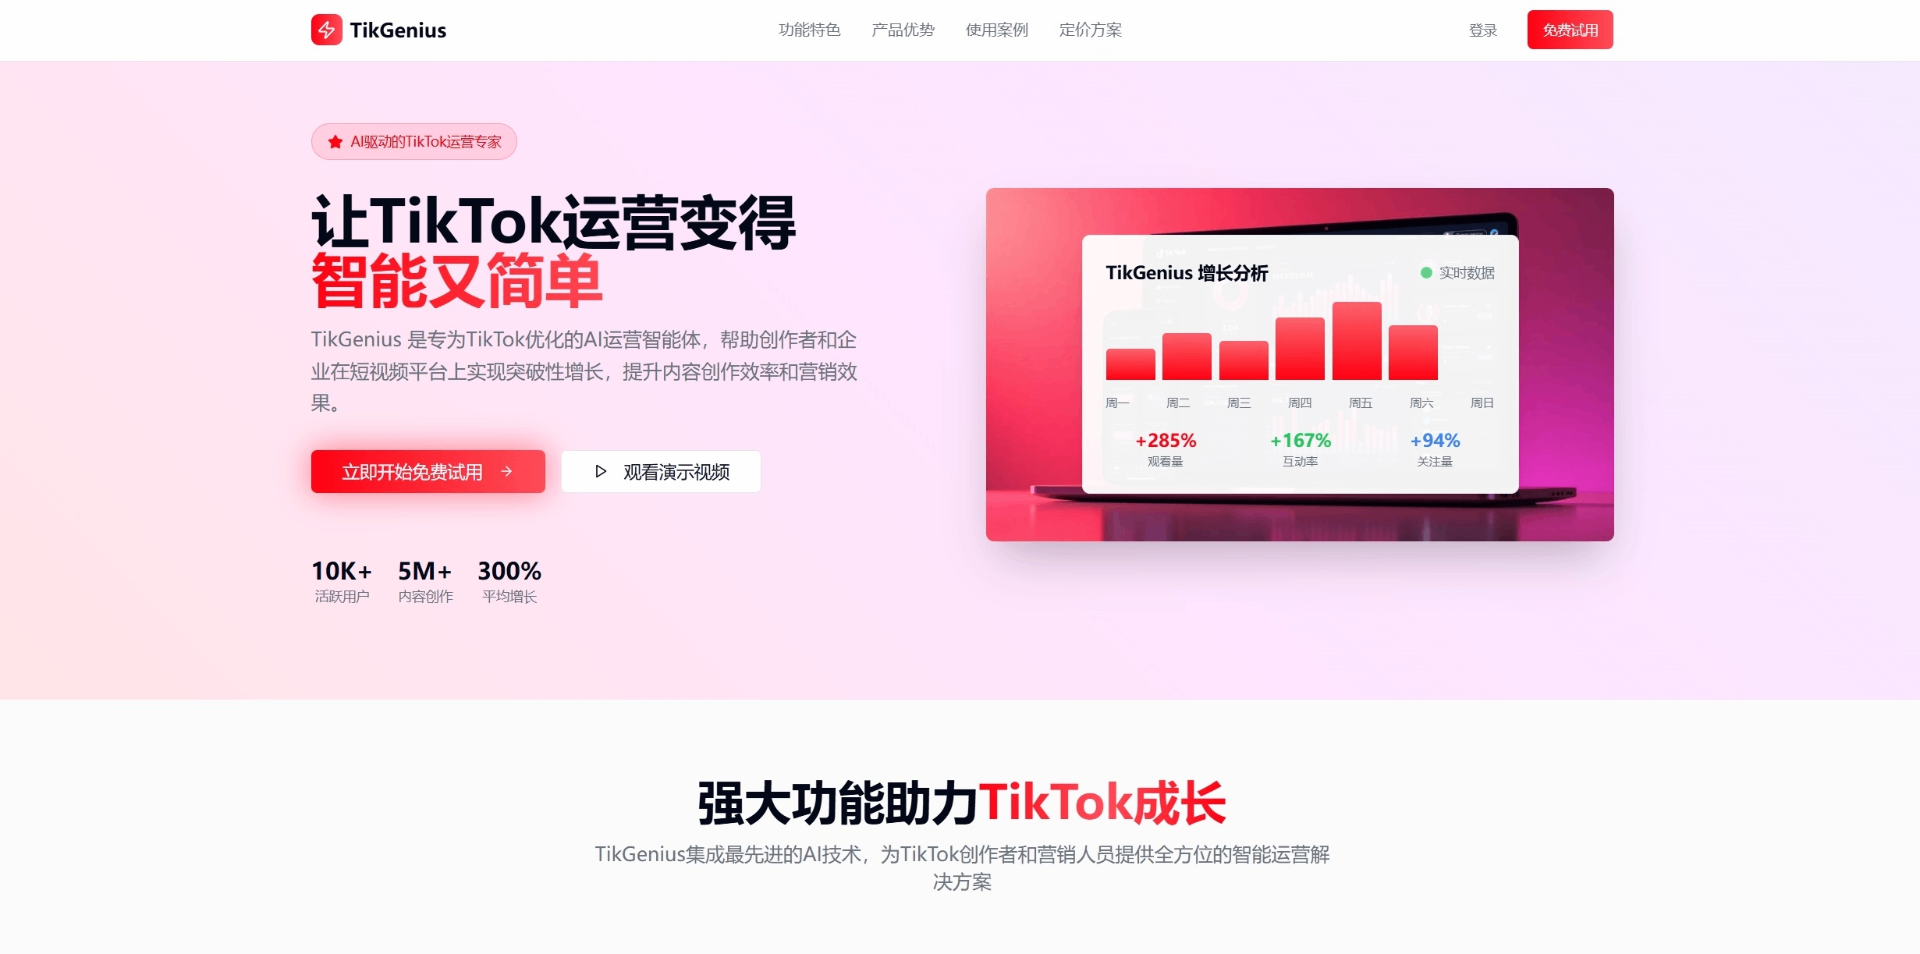 TikGenius
功能特色 产品优势 使用案例 定价方案
登录 免费试用
AI驱动的TikTok运营专家
让TikTok运营变得
智能又简单
TikGenius 是专为TikTok优化的AI运营智能体，帮助创作者和企
业在短视频平台上实现突破性增长，提升内容创作效率和营销效
果。
立即开始免费试用 →
观看演示视频
10K+ 5M+ 300%
活跃用户 内容创作 平均增长
TikGenius 增长分析 实时数据
周一 周二 周三 周四 周五 周六 周日
+285% +167% +94%
观看量 互动率 关注量
强大功能助力TikTok成长
TikGenius集成最先进的AI技术，为TikTok创作者和营销人员提供全方位的智能运营解
决方案